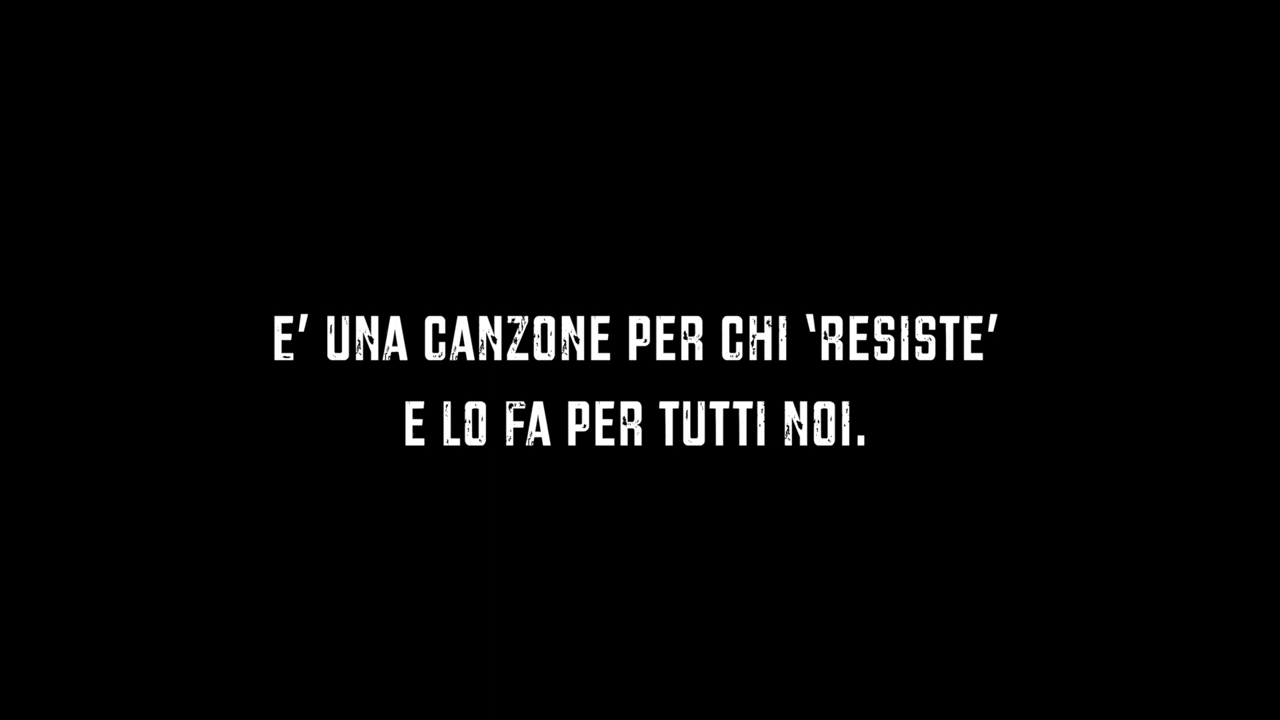 E’ UNA CANZONE PER CHI ‘RESISTE’
E LO FA PER TUTTI NOI.